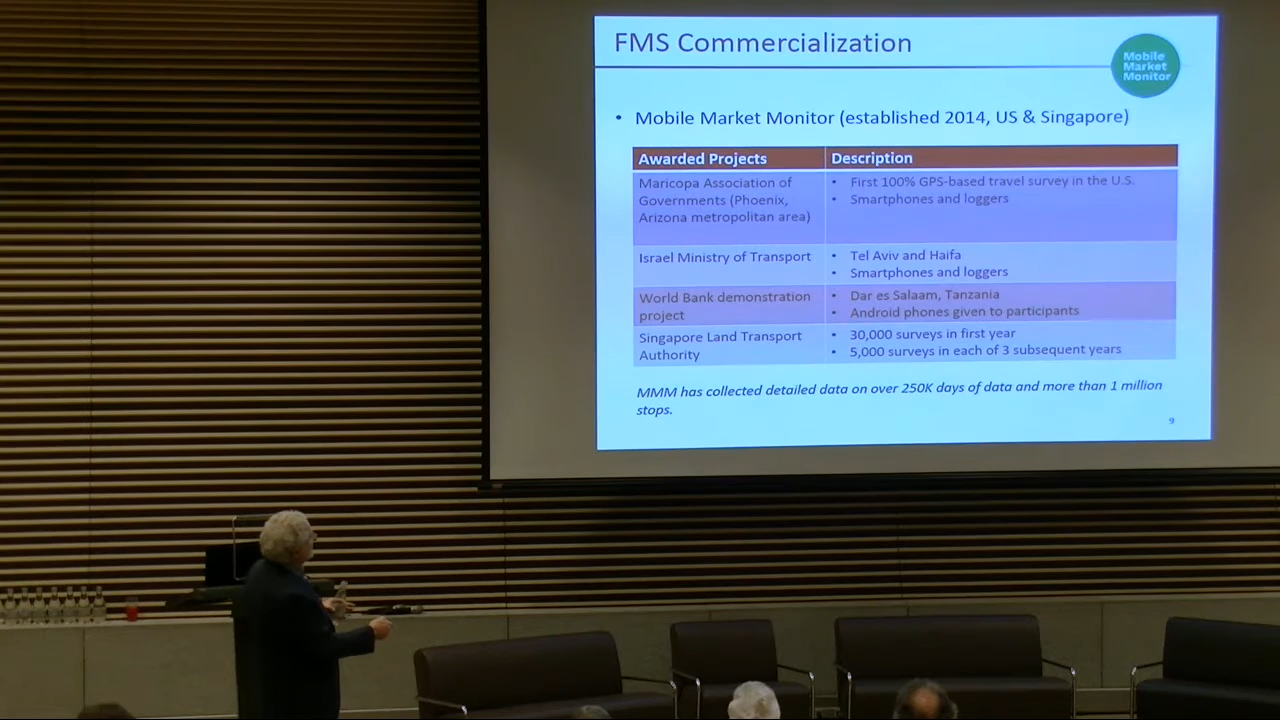 FMS Commercialization
Mobile
Market
Monitor
• Mobile Market Monitor (established 2014, US & Singapore)
Awarded Projects
Description
Maricopa Association of
Governments (Phoenix,
Arizona metropolitan area)
• First 100% GPS-based travel survey in the U.S.
• Smartphones and loggers
Israel Ministry of Transport
• Tel Aviv and Haifa
• Smartphones and loggers
World Bank demonstration
project
• Dar es Salaam, Tanzania
• Android phones given to participants
Singapore Land Transport
Authority
• 30,000 surveys in first year
• 5,000 surveys in each of 3 subsequent years
MMM has collected detailed data on over 250K days of data and more than 1 million
stops.
9